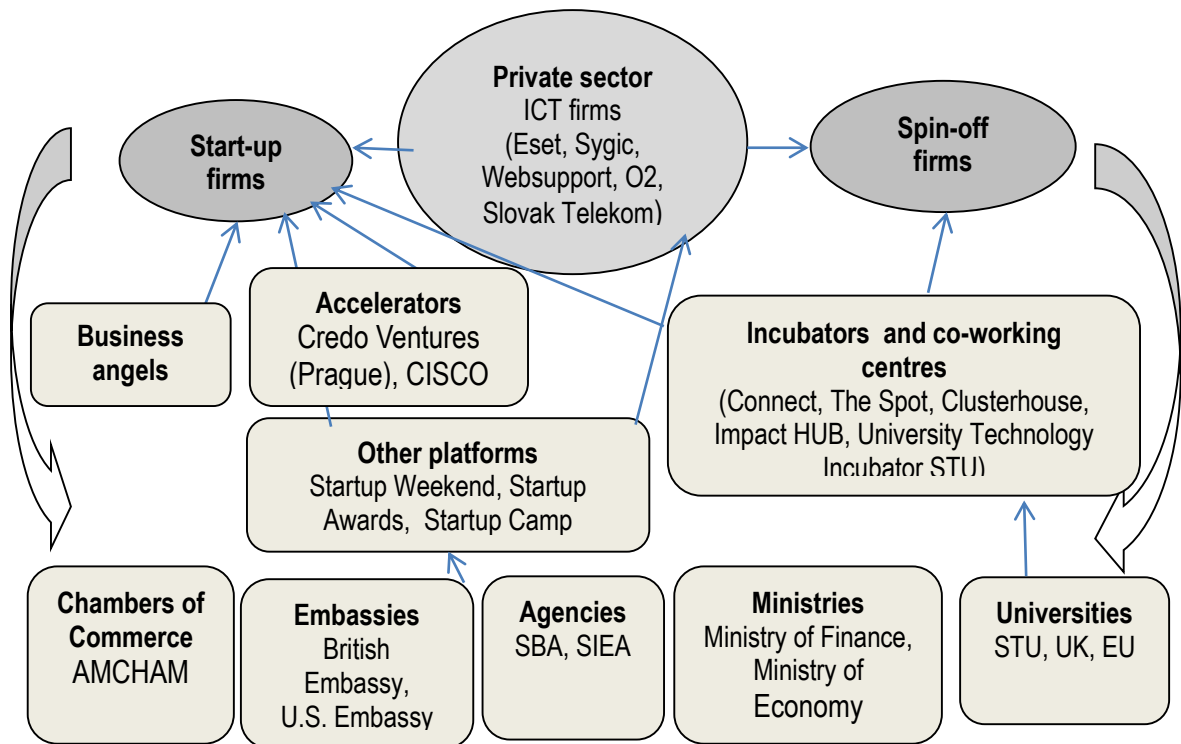 Private sector
ICT firms
(Eset, Sygic,
Websupport, O2,
Slovak Telekom)
Start-up
firms
Spin-off
firms
Business
angels
Accelerators
Credo Ventures
(Prague), CISCO
Incubators and co-working
centres
(Connect, The Spot, Clusterhouse,
Impact HUB, University Technology
Incubator STU)
Other platforms
Startup Weekend, Startup
Awards, Startup Camp
Chambers of
Commerce
AMCHAM
Embassies
British
Embassy,
U.S. Embassy
Agencies
SBA, SIEA
Ministries
Ministry of Finance,
Ministry of
Economy
Universities
STU, UK, EU